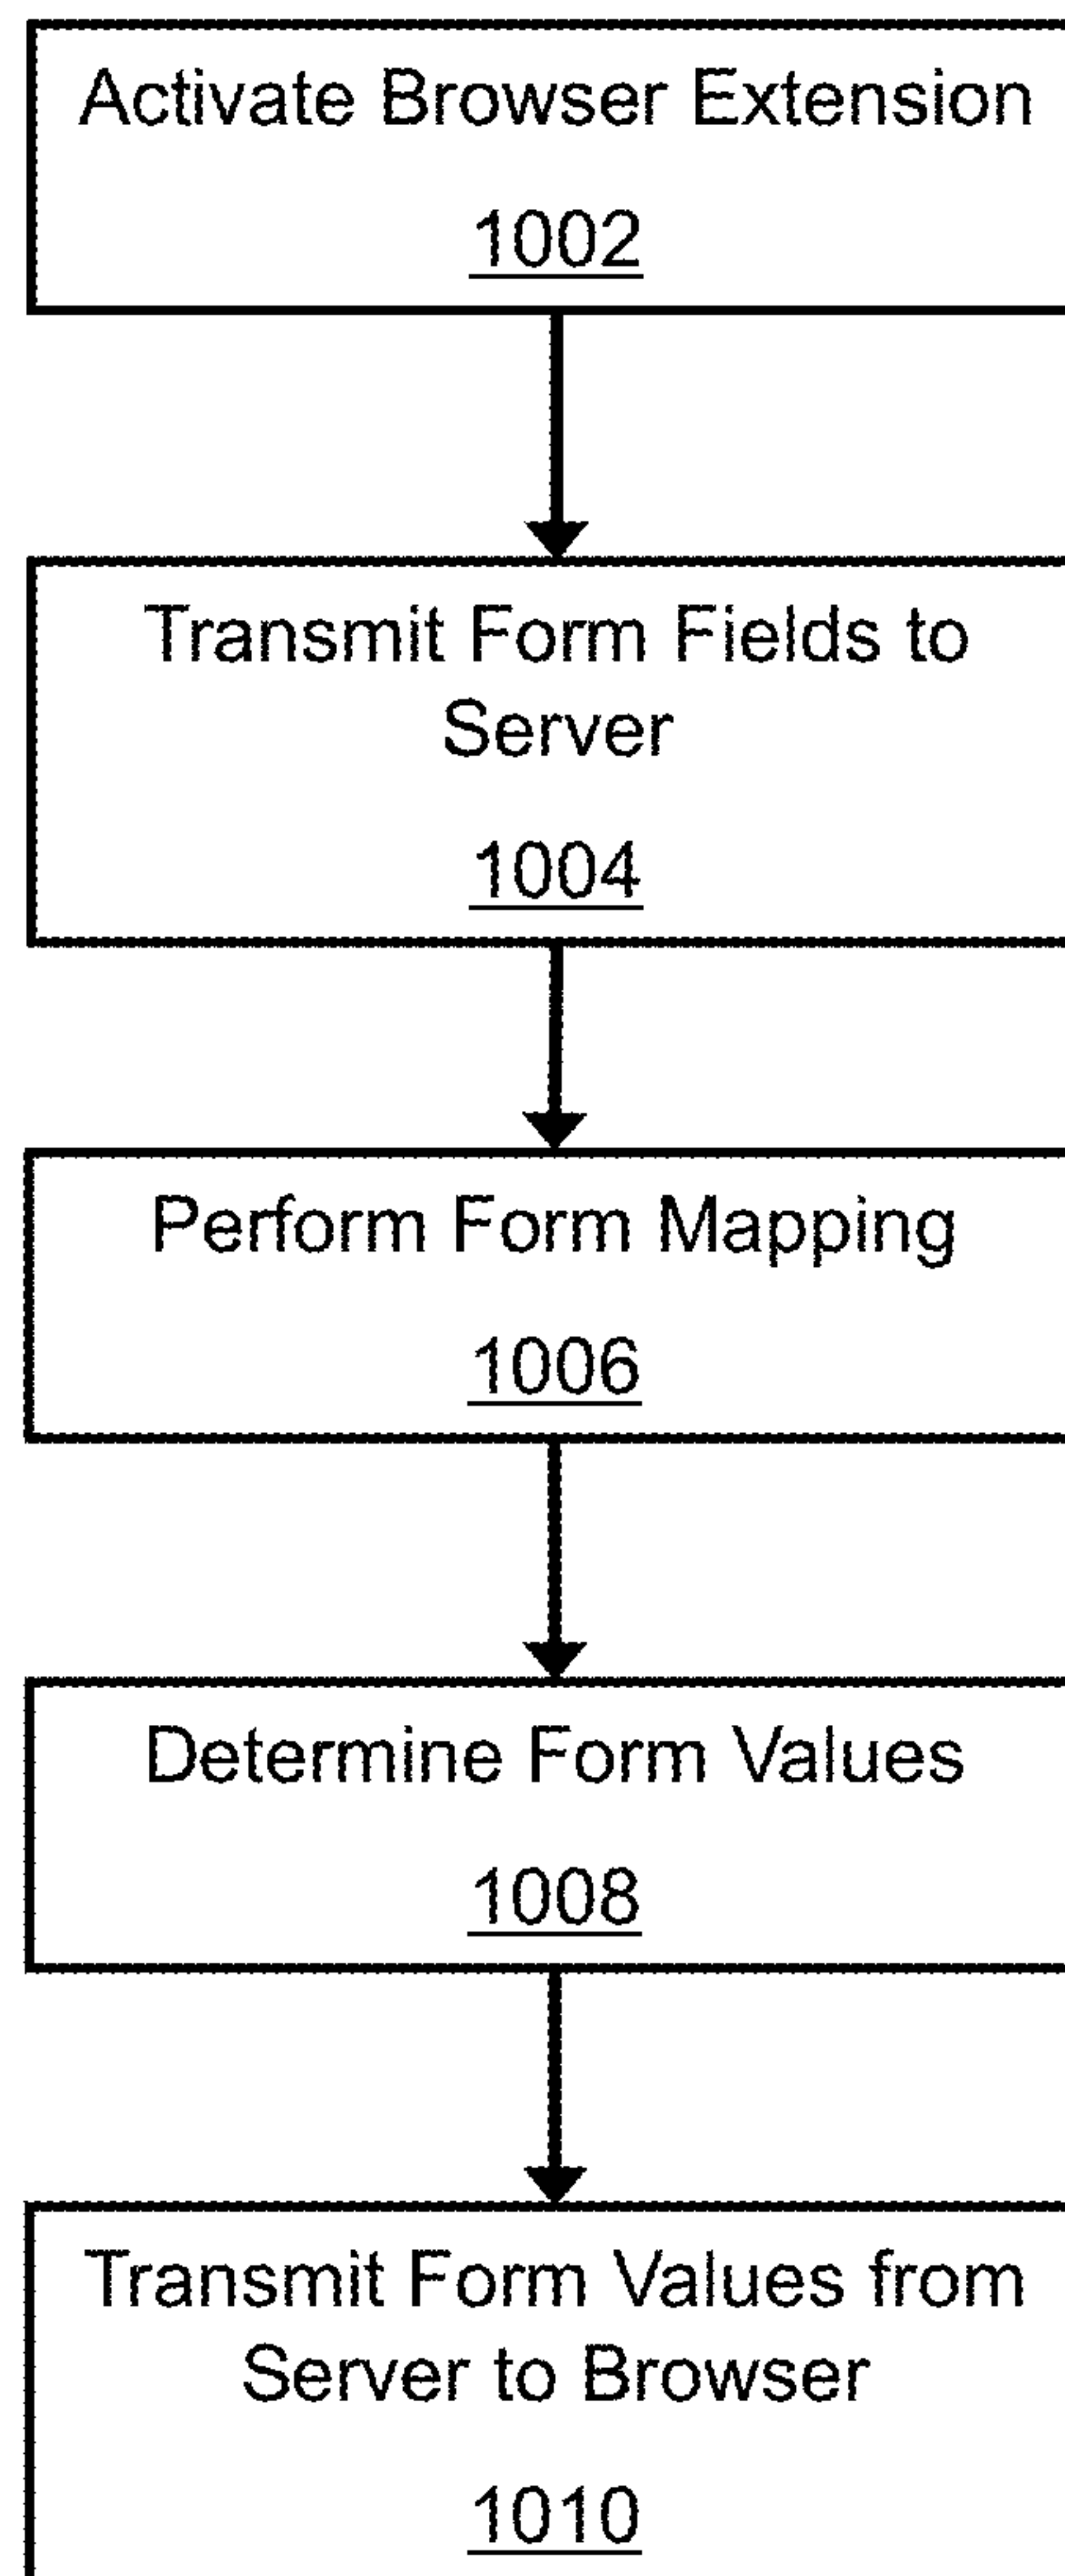 Activate Browser Extension
1002
Transmit Form Fields to
Server
1004
Perform Form Mapping
1006
Determine Form Values
1008
Transmit Form Values from
Server to Browser
1010